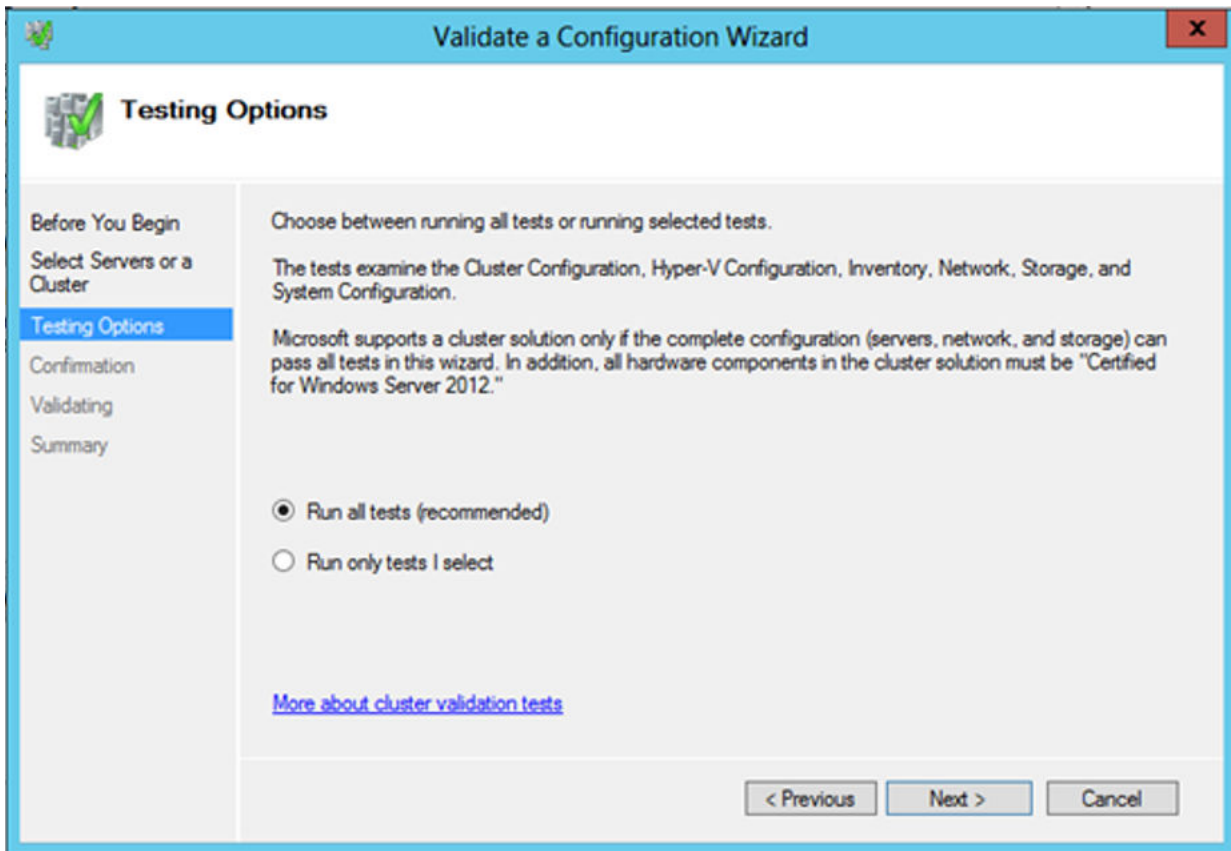 Validate a Configuration Wizard
x
Testing Options
Before You Begin
Select Servers or a
Cluster
Testing Options
Confirmation
Validating
Summary
Choose between running all tests or running selected tests.
The tests examine the Cluster Configuration, Hyper-V Configuration, Inventory, Network, Storage, and
System Configuration.
Microsoft supports a cluster solution only if the complete configuration (servers, network, and storage) can
pass all tests in this wizard. In addition, all hardware components in the cluster solution must be "Certified
for Windows Server 2012."
Run all tests (recommended)
Run only tests I select
More about cluster validation tests
< Previous
Next >
Cancel